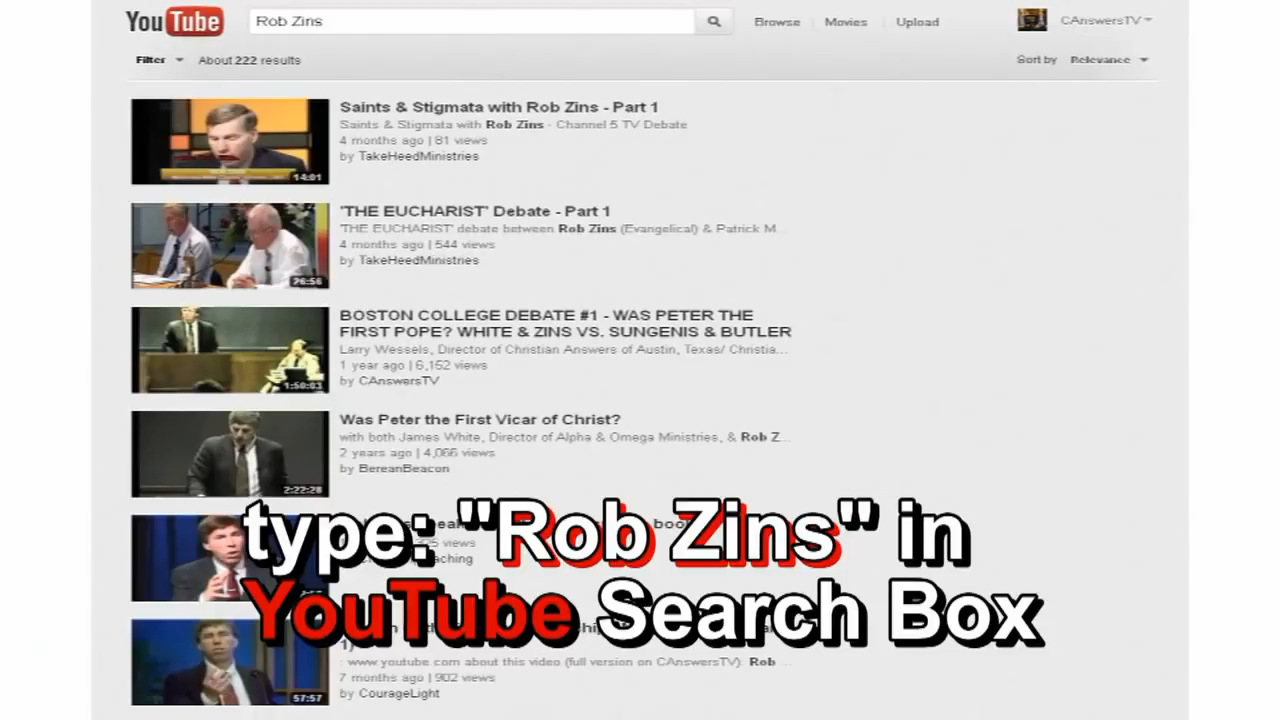 YouTube
Rob Zins
Browse
Movies
Upload
CAnswersTV
Filter
About 222 results
Sort by
Relevance
Saints & Stigmata with Rob Zins - Part 1
Saints & Stigmata with Rob Zins - Channel 5 TV Debate
4 months ago | 81 views
by TakeHeedMinistries
14:01
'THE EUCHARIST' Debate - Part 1
'THE EUCHARIST' debate between Rob Zins (Evangelical) & Patrick M...
4 months ago | 544 views
by TakeHeedMinistries
26:56
BOSTON COLLEGE DEBATE #1 - WAS PETER THE
FIRST POPE? WHITE & ZINS VS. SUNGENIS & BUTLER
Larry Wessels, Director of Christian Answers of Austin, Texas/ Christia...
1 year ago | 6,152 views
by CAnswersTV
1:50:03
Was Peter the First Vicar of Christ?
with both James White, Director of Alpha & Omega Ministries, & Rob Z...
2 years ago | 4,066 views
by BereanBeacon
2:22:28
type: "Rob Zins" in
views
YouTube Search Box
: www.youtube.com about this video (full version on CAnswersTV). Rob ...
7 months ago | 902 views
by CourageLight
57:57